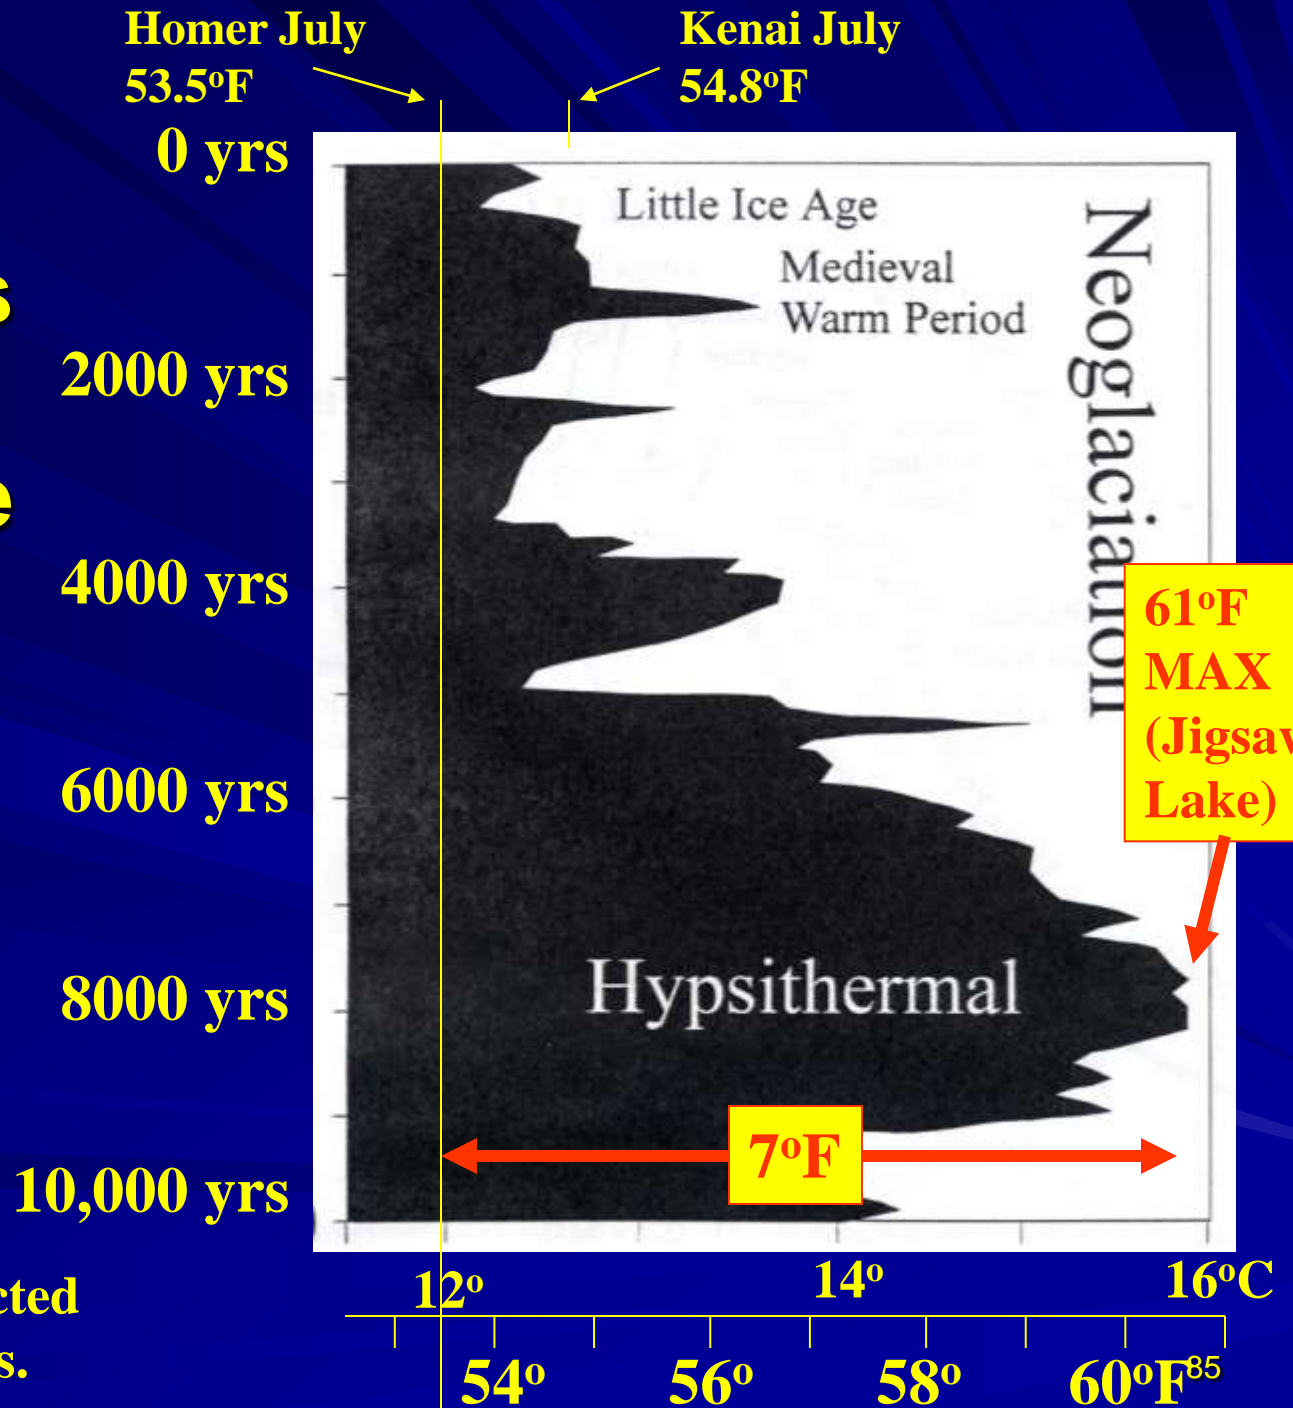 Homer July
53.5ºF
Kenai July
54.8ºF
0 yrs
Little Ice Age
Medieval
Warm Period
Neoglaciation
2000 yrs
4000 yrs
61ºF
MAX
Lake)
6000 yrs
8000 yrs
Hypsithermal
7ºF
10,000 yrs
12º
14º
16ºC
54º
56º
58º
60ºF
85